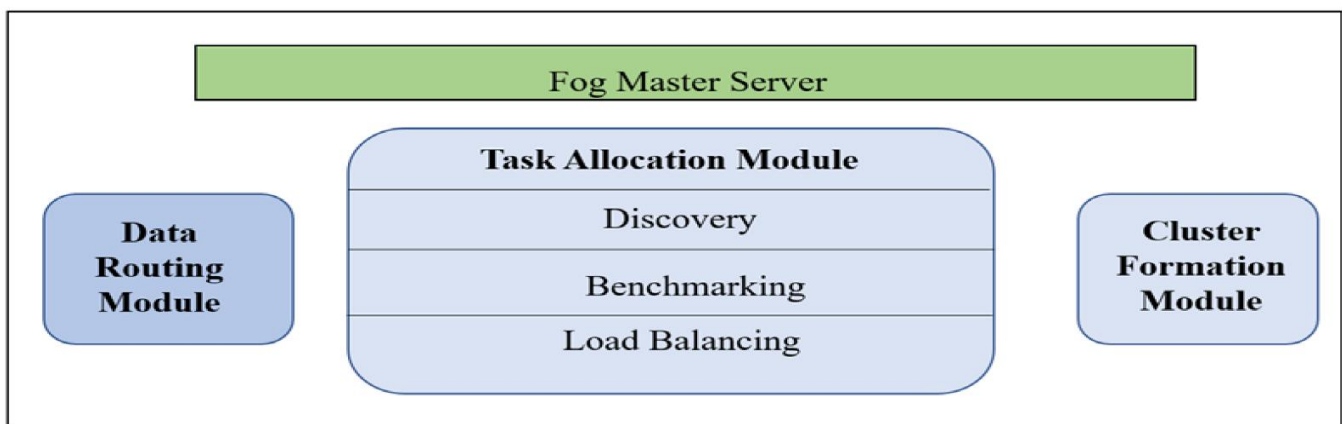 Fog Master Server
Task Allocation Module
Discovery
Benchmarking
Load Balancing
Data
Routing
Module
Cluster
Formation
Module